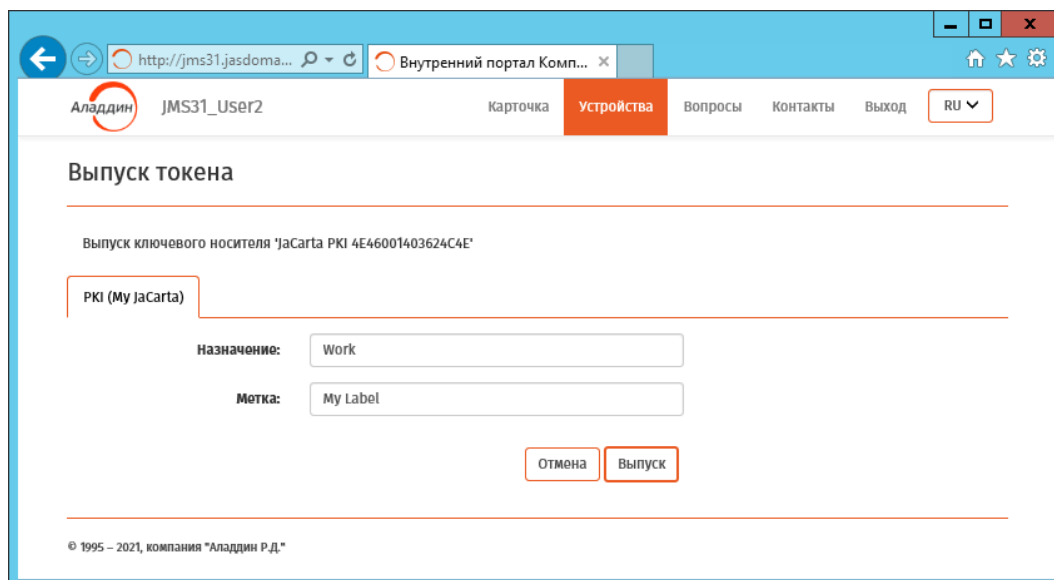 http://jms31.jasdoma...
Внутренний портал Комп...
Аладдин JMS31_User2 Карточка Устройства Вопросы Контакты Выход RU
Выпуск токена
Выпуск ключевого носителя 'JaCarta PKI 4E46001403624C4E'
PKI (My JaCarta)
Назначение: Work
Метка: My Label
Отмена Выпуск
© 1995 – 2021, компания "Аладдин Р.Д."